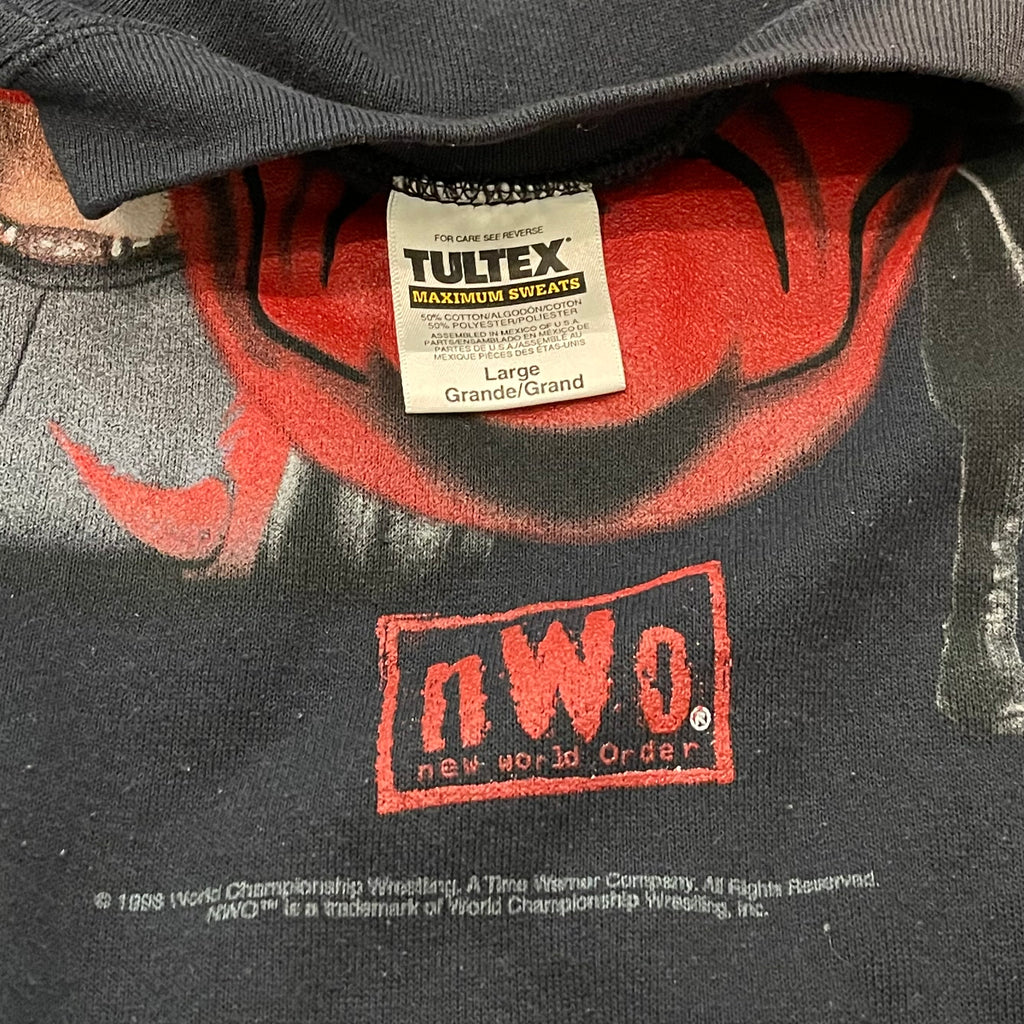 FOR CARE SEE REVERSE
TULTEX®
MAXIMUM SWEATS
50% COTTON/ALGODÓN/COTON
50% POLYESTER/POLIESTER
ASSEMBLED IN MEXICO OF U.S.A.
PARTS/ENSAMBLADO EN MEXICO DE
PARTES DE U.S.A./ASSEMBLÉ AU
MEXIQUE PIÈCES DES ÉTAS-UNIS
Large
Grande/Grand
nWo®
new world Order
© 1998 World Championship Wrestling. A Time Warner Company. All Rights Reserved.
NWO™ is a trademark of World Championship Wrestling, Inc.